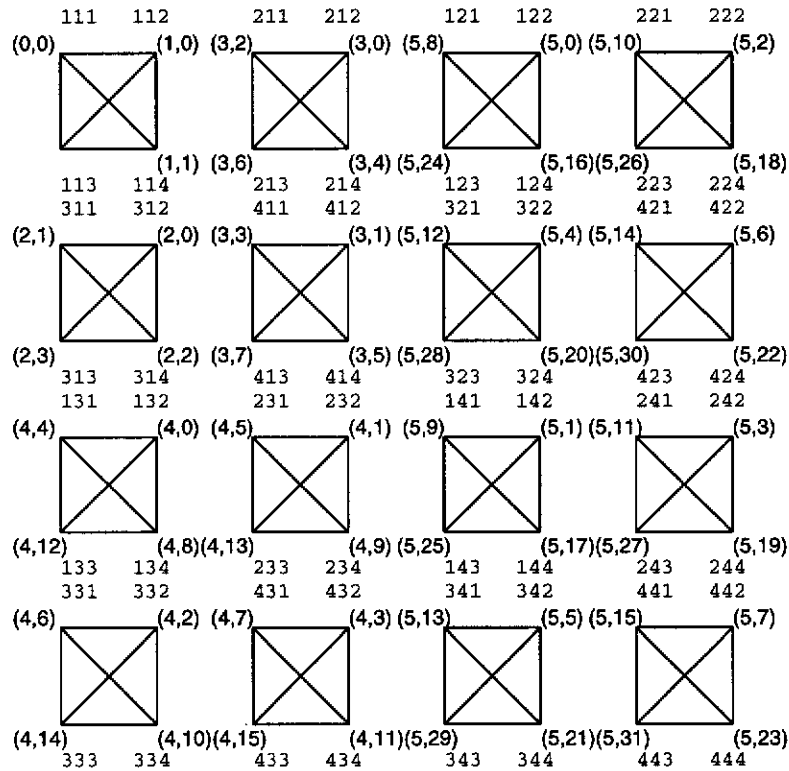 111 112 211 212 121 122 221 222
(0,0) (1,0) (3,2) (3,0) (5,8) (5,0) (5,10) (5,2)
(1,1) (3,6) (3,4) (5,24) (5,16) (5,26) (5,18)
113 114 213 214 123 124 223 224
311 312 411 412 321 322 421 422
(2,1) (2,0) (3,3) (3,1) (5,12) (5,4) (5,14) (5,6)
(2,3) (2,2) (3,7) (3,5) (5,28) (5,20) (5,30) (5,22)
313 314 413 414 323 324 423 424
131 132 231 232 141 142 241 242
(4,4) (4,0) (4,5) (4,1) (5,9) (5,1) (5,11) (5,3)
(4,12) (4,8) (4,13) (4,9) (5,25) (5,17) (5,27) (5,19)
133 134 233 234 143 144 243 244
331 332 431 432 341 342 441 442
(4,6) (4,2) (4,7) (4,3) (5,13) (5,5) (5,15) (5,7)
(4,14) (4,10) (4,15) (4,11) (5,29) (5,21) (5,31) (5,23)
333 334 433 434 343 344 443 444